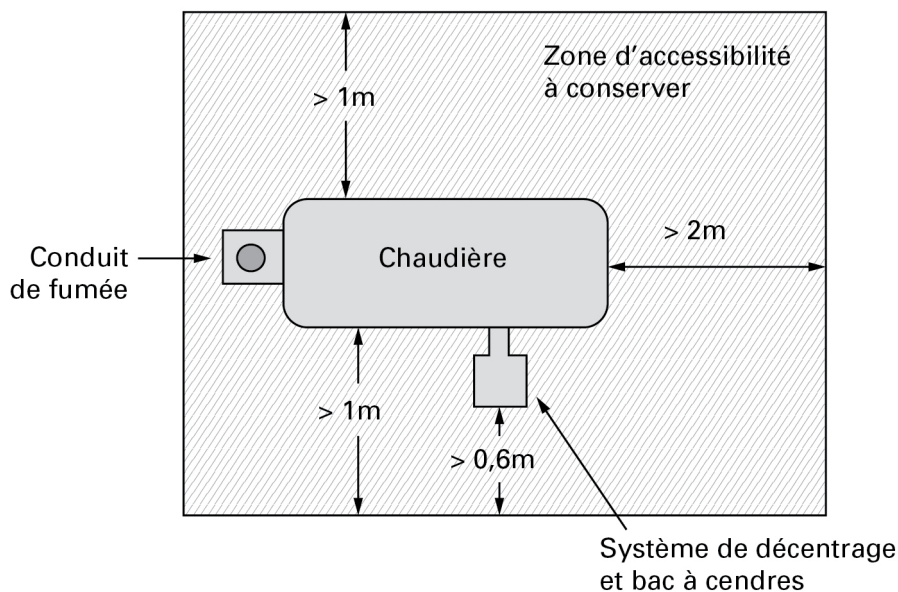 Zone d'accessibilité
à conserver
> 1m
> 2m
Conduit
de fumée
Chaudière
> 1m
> 0,6m
Système de décentrage
et bac à cendres